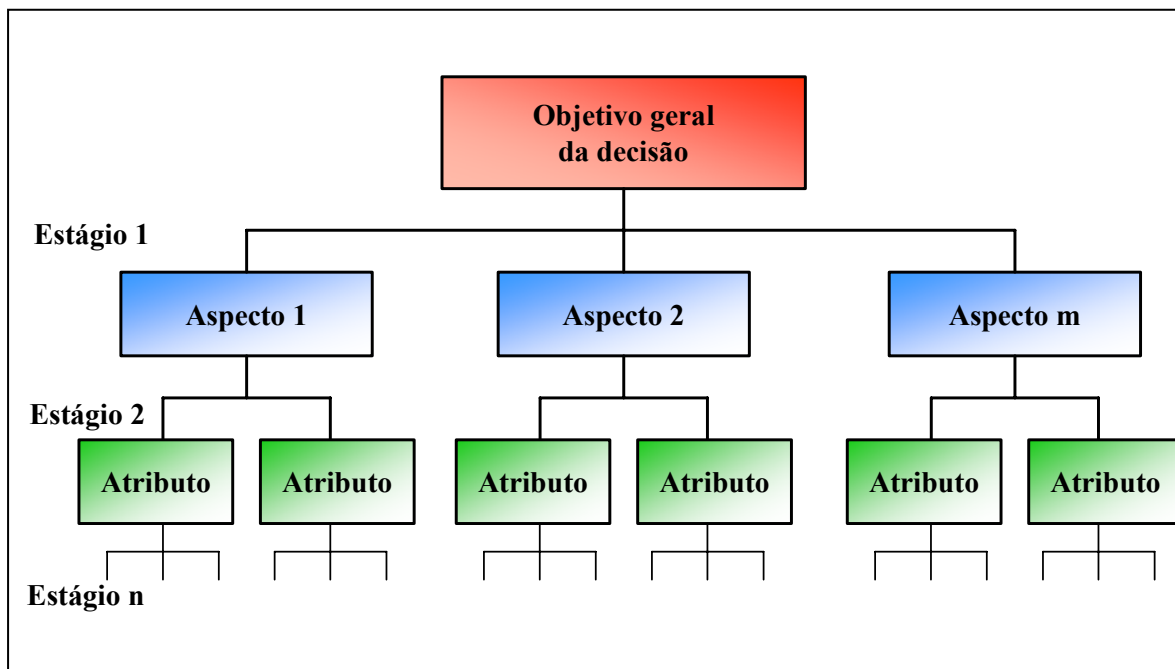 Objetivo geral
da decisão
Estágio 1
Aspecto 1
Aspecto 2
Aspecto m
Estágio 2
Atributo
Atributo
Atributo
Atributo
Atributo
Atributo
Estágio n